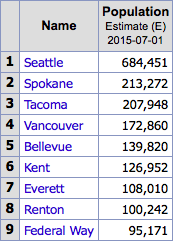 Name Population
Estimate (E)
2015-07-01
1 Seattle 684,451
2 Spokane 213,272
3 Tacoma 207,948
4 Vancouver 172,860
5 Bellevue 139,820
6 Kent 126,952
7 Everett 108,010
8 Renton 100,242
9 Federal Way 95,171